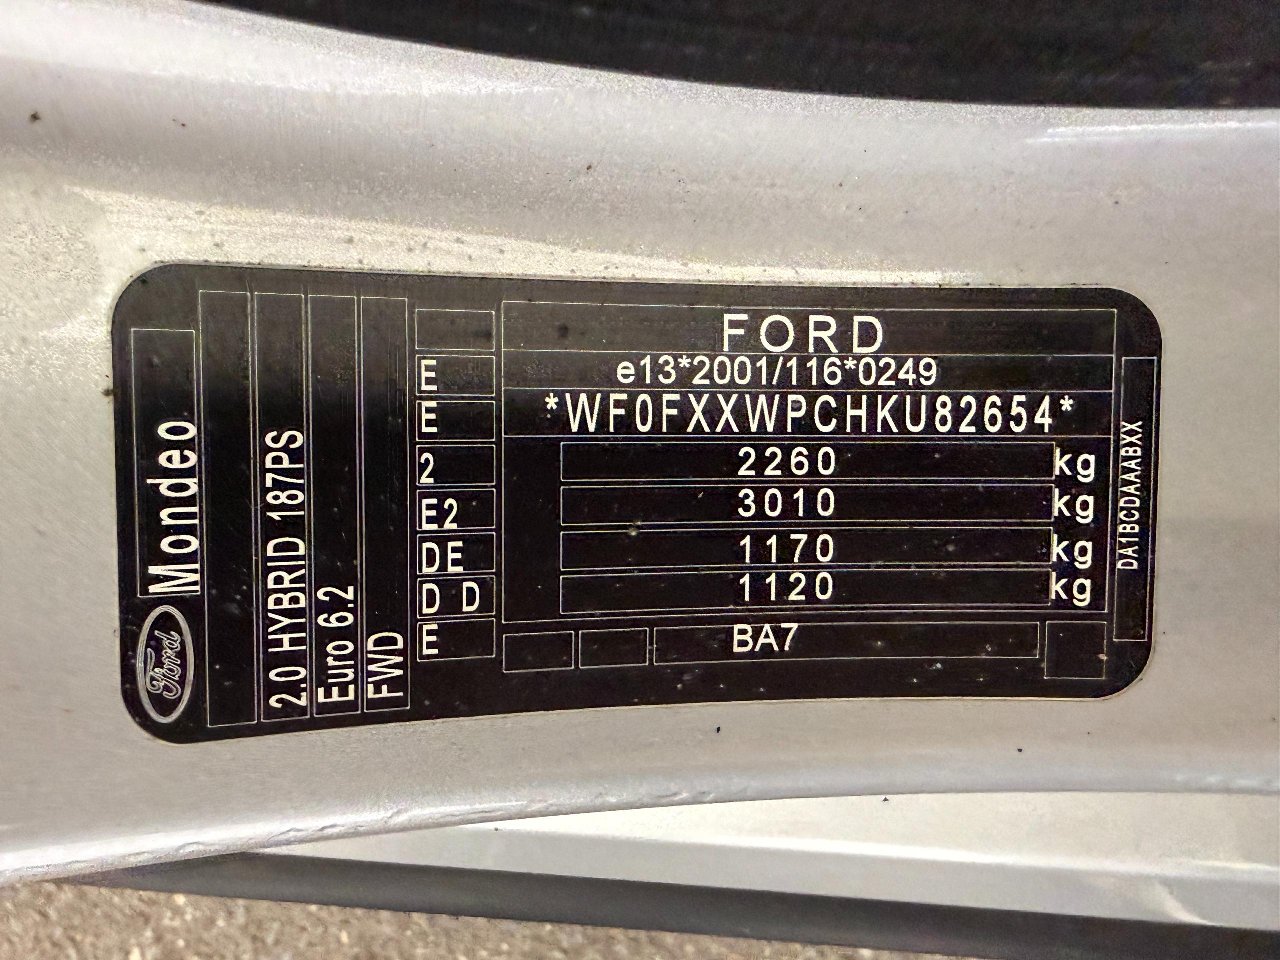 FORD
e13*2001/116*0249
*WF0FXXWPCHKU82654*
2260 kg
3010 kg
1170 kg
1120 kg
BA7
E
E
2
E2
DE
D D
E
Ford Mondeo
2.0 HYBRID 187PS
Euro 6.2
FWD
DA1BCDAAABXX